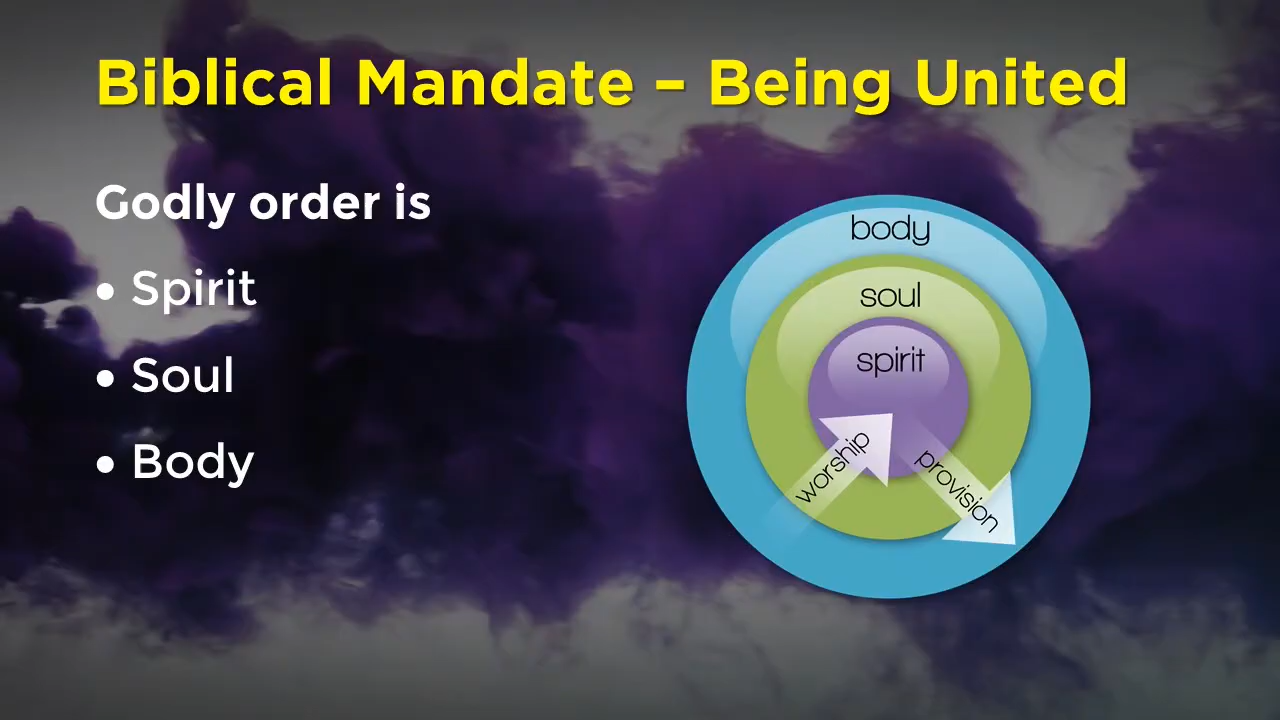 Biblical Mandate – Being United
Godly order is
• Spirit
• Soul
• Body
body
soul
spirit
worship
provision